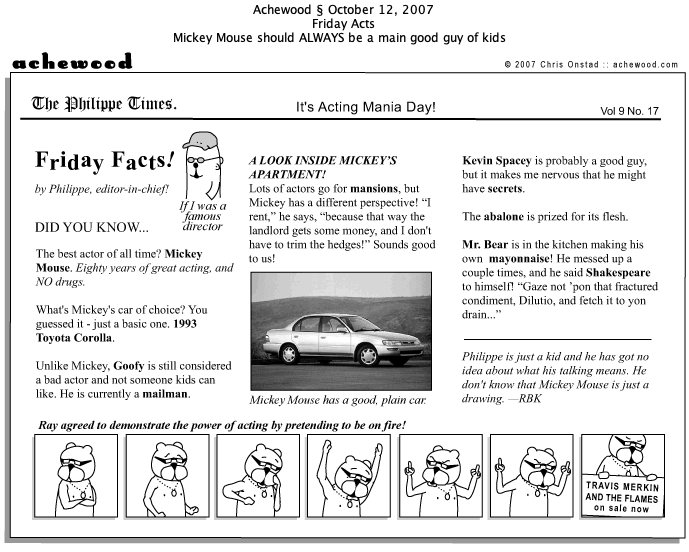 Achewood § October 12, 2007
Friday Acts
Mickey Mouse should ALWAYS be a main good guy of kids
achewood
© 2007 Chris Onstad :: achewood.com
The Philippe Times.
It's Acting Mania Day!
Vol 9 No. 17
Friday Facts!
by Philippe, editor-in-chief!
If I was a
famous
director
DID YOU KNOW...
The best actor of all time? Mickey
Mouse. Eighty years of great acting, and
NO drugs.
What's Mickey's car of choice? You
guessed it - just a basic one. 1993
Toyota Corolla.
Unlike Mickey, Goofy is still considered
a bad actor and not someone kids can
like. He is currently a mailman.
A LOOK INSIDE MICKEY'S
APARTMENT!
Lots of actors go for mansions, but
Mickey has a different perspective! “I
rent,” he says, “because that way the
landlord gets some money, and I don't
have to trim the hedges!” Sounds good
to us!
Mickey Mouse has a good, plain car.
Kevin Spacey is probably a good guy,
but it makes me nervous that he might
have secrets.
The abalone is prized for its flesh.
Mr. Bear is in the kitchen making his
own mayonnaise! He messed up a
couple times, and he said Shakespeare
to himself! “Gaze not 'pon that fractured
condiment, Dilutio, and fetch it to yon
drain...”
Philippe is just a kid and he has got no
idea about what his talking means. He
don't know that Mickey Mouse is just a
drawing. —RBK
Ray agreed to demonstrate the power of acting by pretending to be on fire!
TRAVIS MERKIN
AND THE FLAMES
on sale now